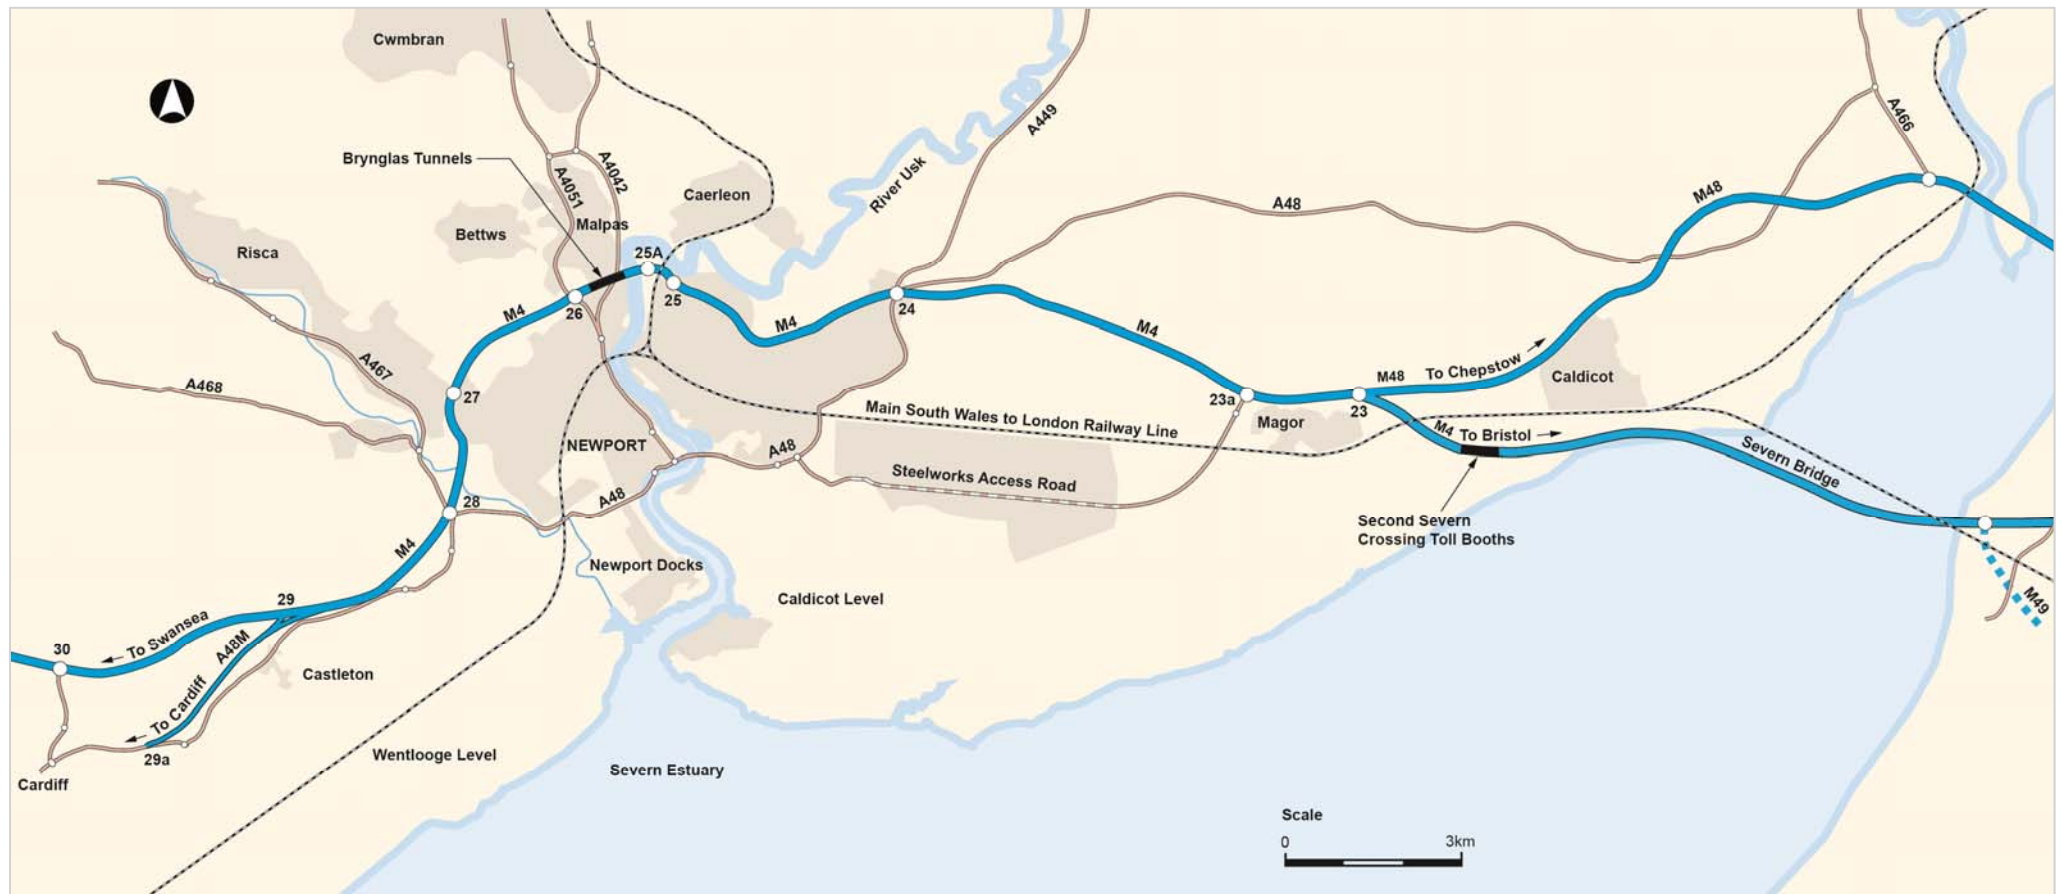 Cwmbran
A449
A466
Brynglas Tunnels
A4042
A4051
River Usk
Caerleon
M48
A48
Malpas
Bettws
Risca
25A
25
26
24
M4
M4
M4
A467
A468
27
To Chepstow
M48
Caldicot
23a
23
Magor
Main South Wales to London Railway Line
M4
To Bristol
NEWPORT
A48
Severn Bridge
Steelworks Access Road
A48
28
Second Severn
Crossing Toll Booths
M4
Newport Docks
Caldicot Level
M49
29
To Swansea
A48M
30
Castleton
To Cardiff
29a
Wentlooge Level
Severn Estuary
Cardiff
Scale
0
3km